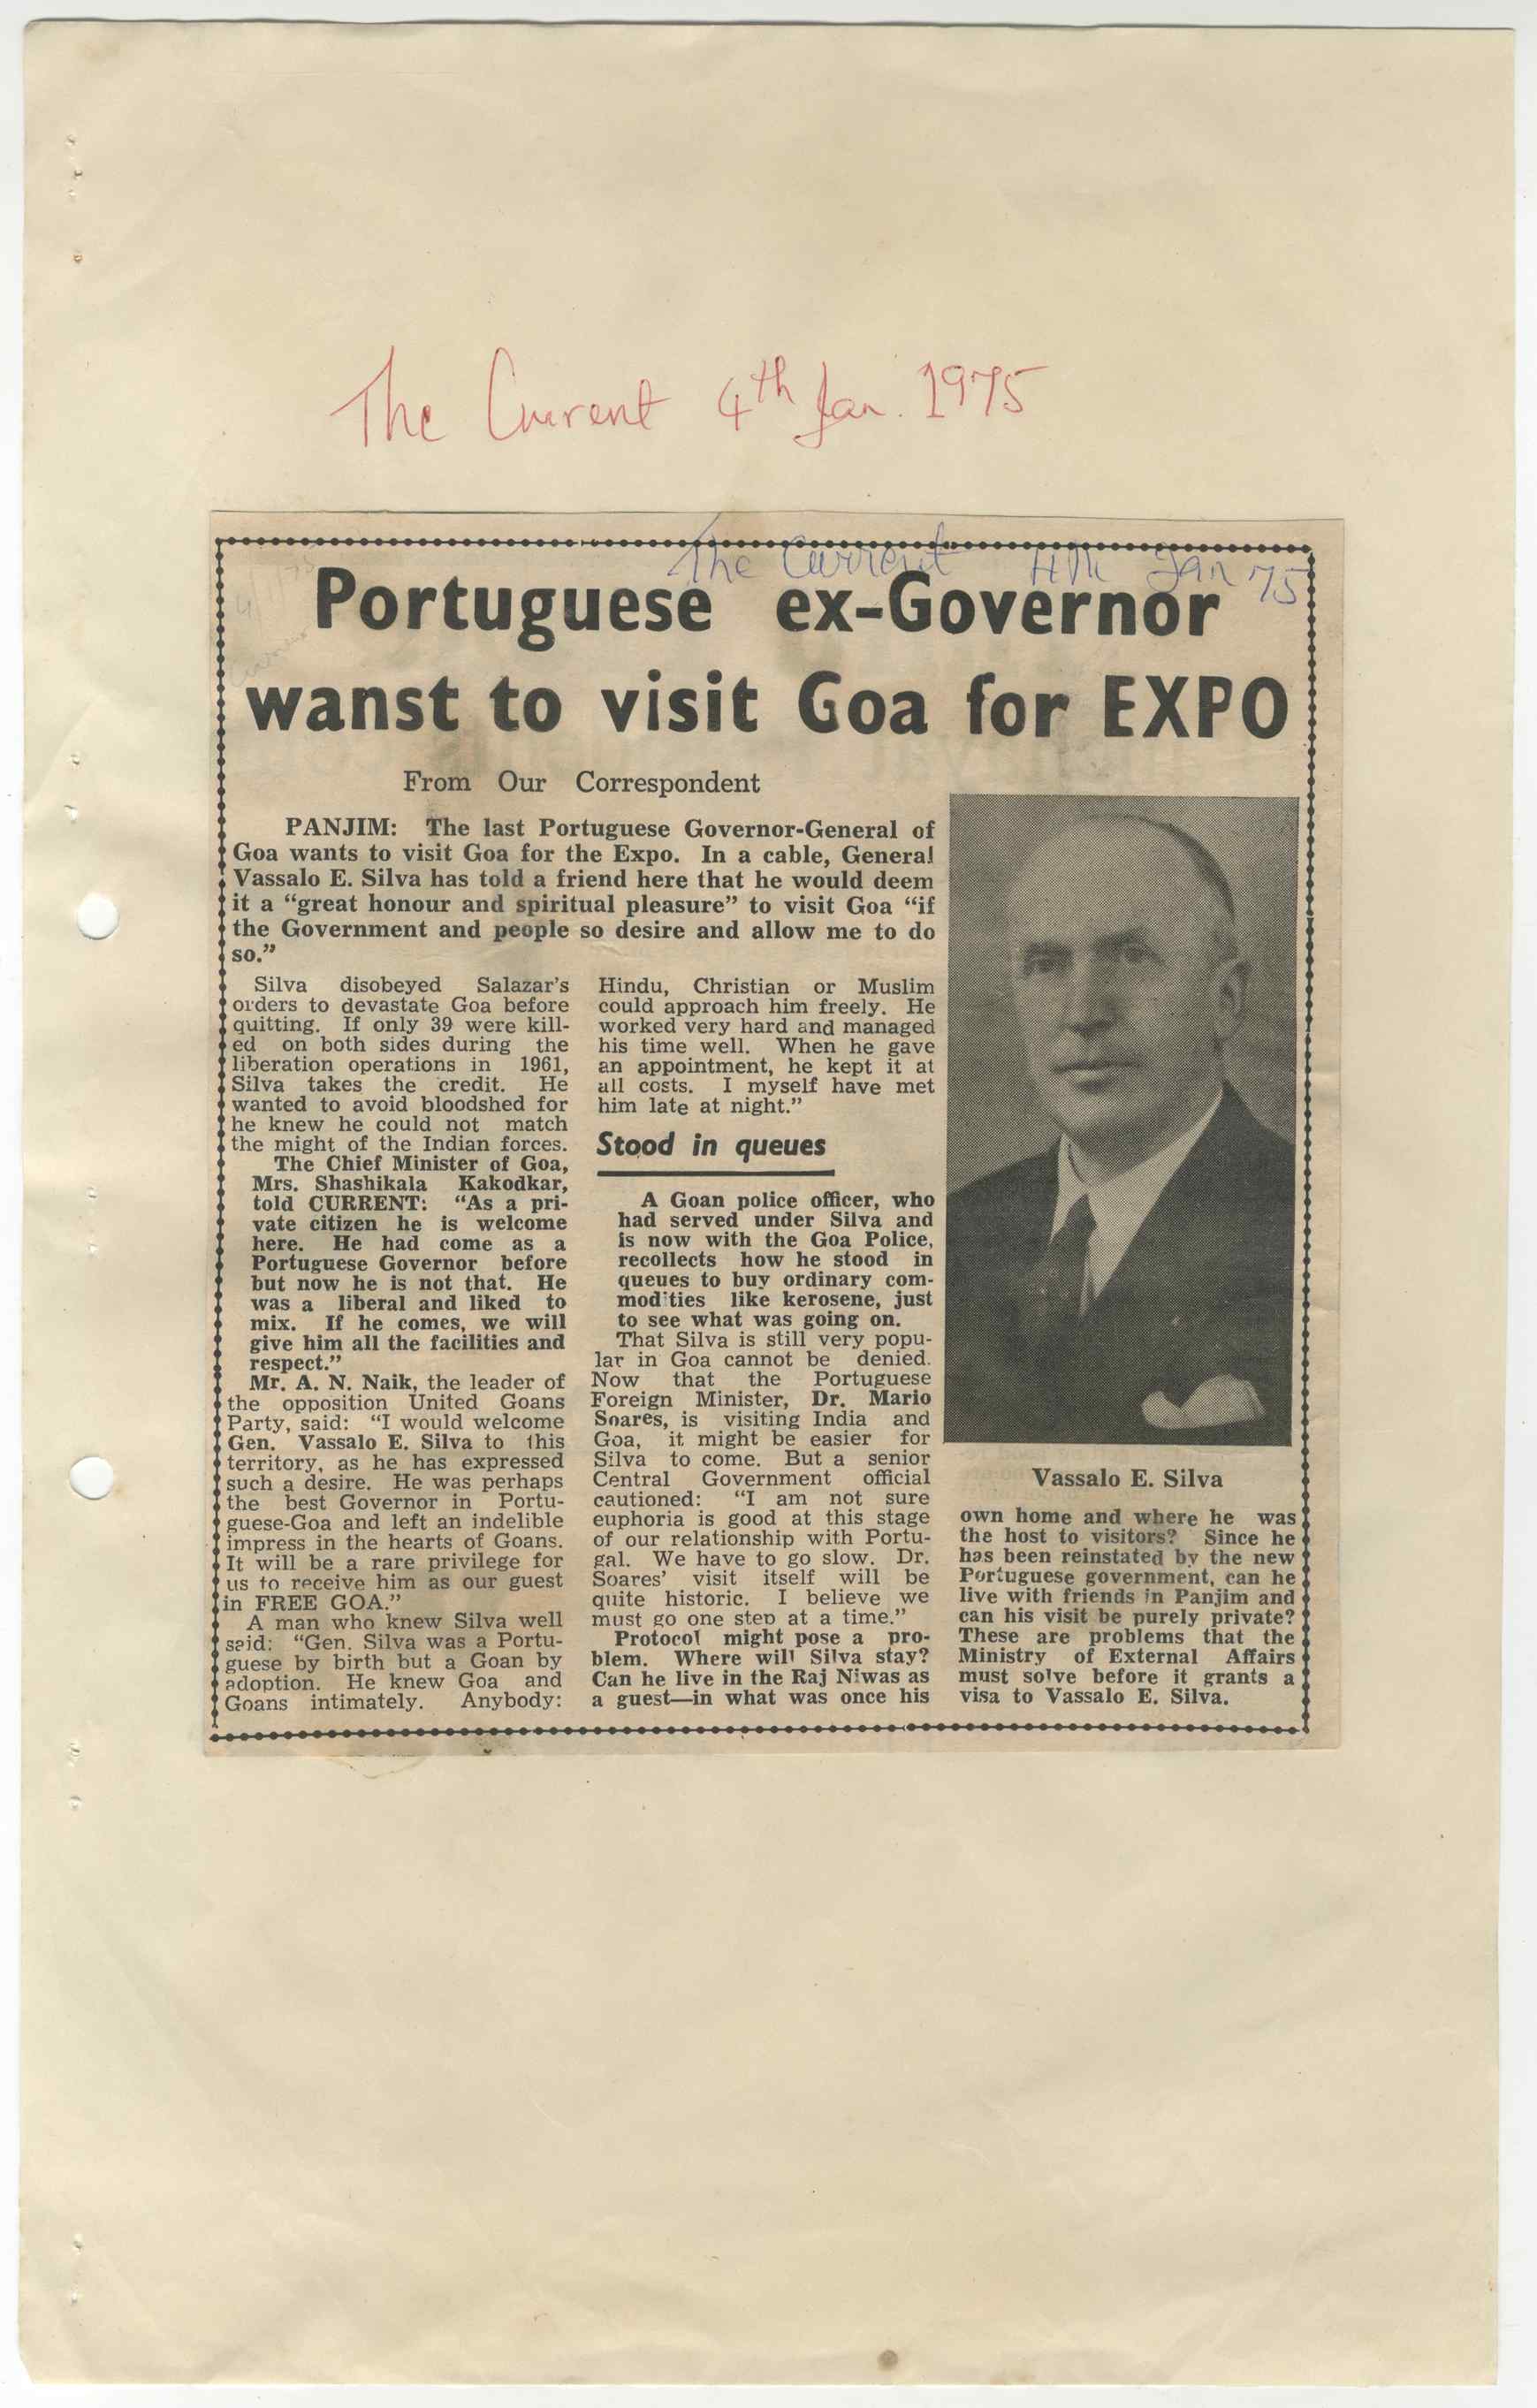 The Current 4th Jan. 1975
The Current 4th Jan 75
Portuguese ex-Governor
wanst to visit Goa for EXPO
From Our Correspondent
PANJIM: The last Portuguese Governor-General of
Goa wants to visit Goa for the Expo. In a cable, General
Vassalo E. Silva has told a friend here that he would deem
it a “great honour and spiritual pleasure” to visit Goa “if
the Government and people so desire and allow me to do
so.”
Silva disobeyed Salazar's
orders to devastate Goa before
quitting. If only 39 were kill-
ed on both sides during the
liberation operations in 1961,
Silva takes the credit. He
wanted to avoid bloodshed for
he knew he could not match
the might of the Indian forces.
The Chief Minister of Goa,
Mrs. Shashikala Kakodkar,
told CURRENT: “As a pri-
vate citizen he is welcome
here. He had come as a
Portuguese Governor before
but now he is not that. He
was a liberal and liked to
mix. If he comes, we will
give him all the facilities and
respect.”
Mr. A. N. Naik, the leader of
the opposition United Goans
Party, said: “I would welcome
Gen. Vassalo E. Silva to this
territory, as he has expressed
such a desire. He was perhaps
the best Governor in Portu-
guese-Goa and left an indelible
impress in the hearts of Goans.
It will be a rare privilege for
us to receive him as our guest
in FREE GOA.”
A man who knew Silva well
said: “Gen. Silva was a Portu-
guese by birth but a Goan by
adoption. He knew Goa and
Goans intimately. Anybody:
Hindu, Christian or Muslim
could approach him freely. He
worked very hard and managed
his time well. When he gave
an appointment, he kept it at
all costs. I myself have met
him late at night.”
Stood in queues
A Goan police officer, who
had served under Silva and
is now with the Goa Police,
recollects how he stood in
queues to buy ordinary com-
modities like kerosene, just
to see what was going on.
That Silva is still very popu-
lar in Goa cannot be denied.
Now that the Portuguese
Foreign Minister, Dr. Mario
Soares, is visiting India and
Goa, it might be easier for
Silva to come. But a senior
Central Government official
cautioned: “I am not sure
euphoria is good at this stage
of our relationship with Portu-
gal. We have to go slow. Dr.
Soares' visit itself will be
quite historic. I believe we
must go one step at a time.”
Protocol might pose a pro-
blem. Where will Silva stay?
Can he live in the Raj Niwas as
a guest—in what was once his
Vassalo E. Silva
own home and where he was
the host to visitors? Since he
has been reinstated by the new
Portuguese government, can he
live with friends in Panjim and
can his visit be purely private?
These are problems that the
Ministry of External Affairs
must solve before it grants a
visa to Vassalo E. Silva.